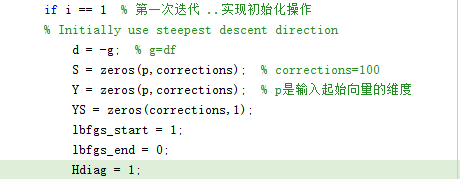 if i == 1  % 第一次迭代 ..实现初始化操作
% Initially use steepest descent direction
d = -g;  % g=df
S = zeros(p,corrections);  % corrections=100
Y = zeros(p,corrections);  % p是输入起始向量的维度
YS = zeros(corrections,1);
lbfgs_start = 1;
lbfgs_end = 0;
Hdiag = 1;